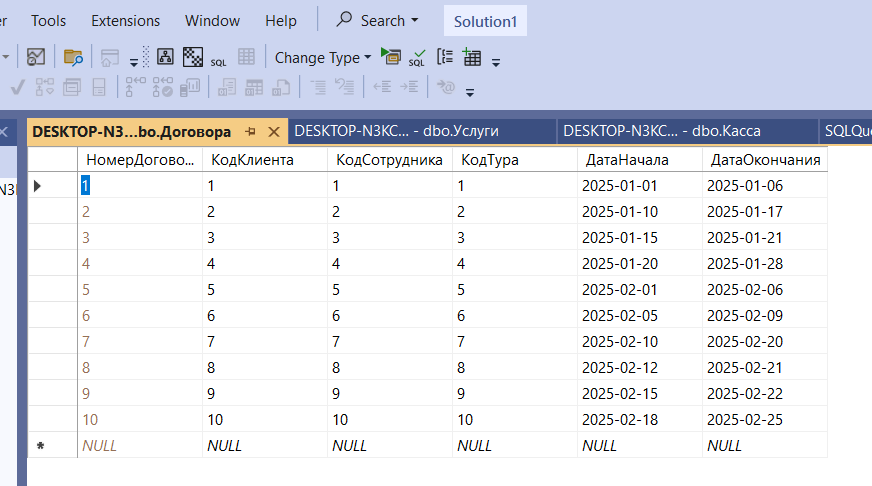 er Tools Extensions Window Help Search Solution1
SQL Change Type SQL
DESKTOP-N3...bo.Договора DESKTOP-N3KC... - dbo.Услуги DESKTOP-N3KC... - dbo.Касса SQLQue
НомерДогово... КодКлиента КодСотрудника КодТура ДатаНачала ДатаОкончания
N3 1 1 1 1 2025-01-01 2025-01-06
2 2 2 2 2025-01-10 2025-01-17
3 3 3 3 2025-01-15 2025-01-21
4 4 4 4 2025-01-20 2025-01-28
5 5 5 5 2025-02-01 2025-02-06
6 6 6 6 2025-02-05 2025-02-09
7 7 7 7 2025-02-10 2025-02-20
8 8 8 8 2025-02-12 2025-02-21
9 9 9 9 2025-02-15 2025-02-22
10 10 10 10 2025-02-18 2025-02-25
* NULL NULL NULL NULL NULL NULL